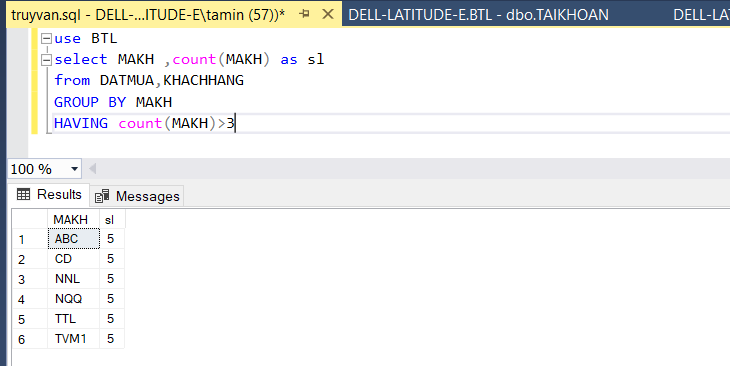 truyvan.sql - DELL-...ITUDE-E\tamin (57))*
DELL-LATITUDE-E.BTL - dbo.TAIKHOAN
DELL-LA
use BTL
select MAKH ,count(MAKH) as sl
from DATMUA,KHACHHANG
GROUP BY MAKH
HAVING count(MAKH)>3
100 %
Results
Messages
MAKH sl
1 ABC 5
2 CD 5
3 NNL 5
4 NQQ 5
5 TTL 5
6 TVM1 5